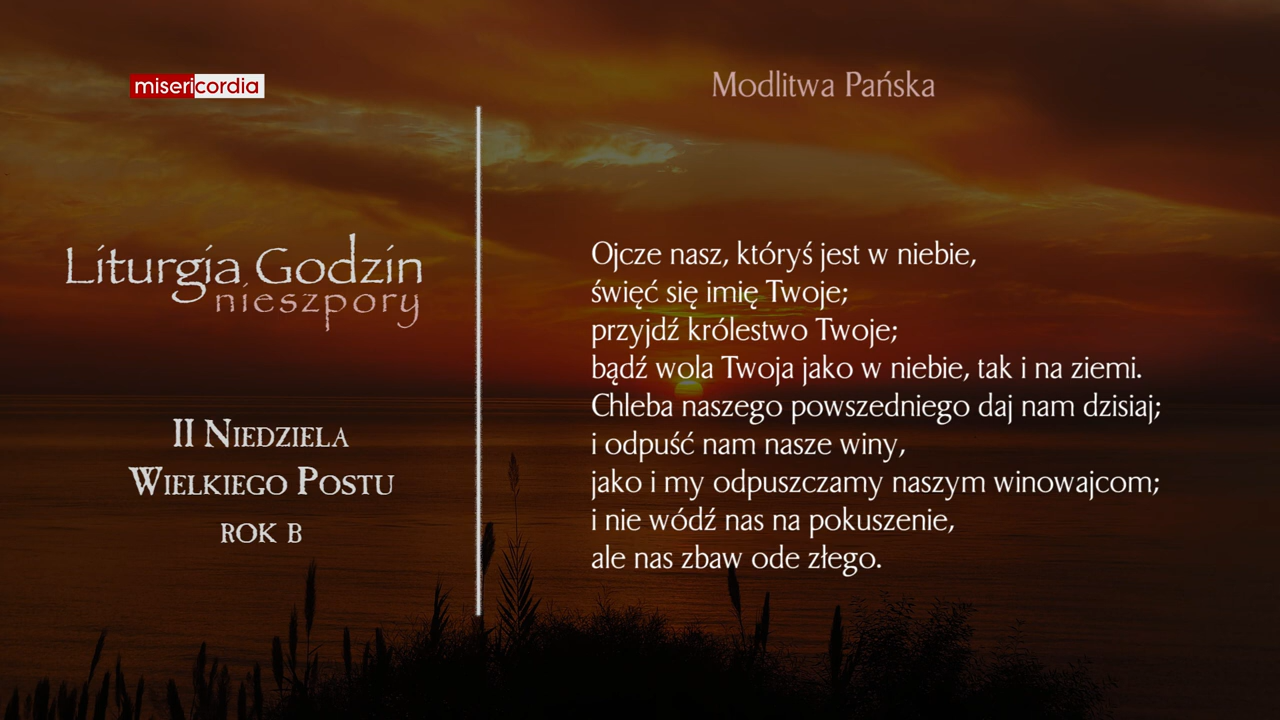 misericordia
Liturgia Godzin
nieszpory
II Niedziela
Wielkiego Postu
rok B
Modlitwa Pańska
Ojcze nasz, któryś jest w niebie,
święć się imię Twoje;
przyjdź królestwo Twoje;
bądź wola Twoja jako w niebie, tak i na ziemi.
Chleba naszego powszedniego daj nam dzisiaj;
i odpuść nam nasze winy,
jako i my odpuszczamy naszym winowajcom;
i nie wódź nas na pokuszenie,
ale nas zbaw ode złego.